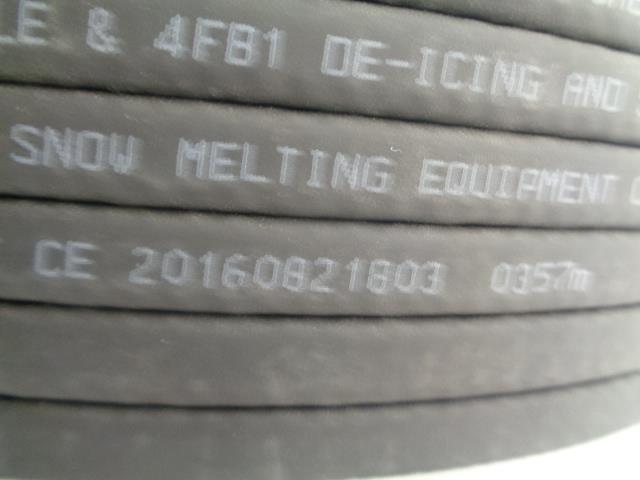 LE & 4FB1 DE-ICING AND
SNOW MELTING EQUIPMENT
CE 20160821803 0357m